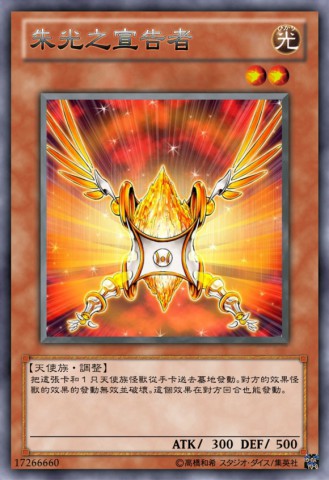 朱光之宣告者
光
【天使族・調整】
把這張卡和1只天使族怪獸從手卡送去墓地發動。對方的效果怪
獸的效果的發動無效並破壞。這個效果在對方回合也能發動。
ATK/ 300 DEF/ 500
17266660
©高橋和希 スタジオ・ダイス/集英社